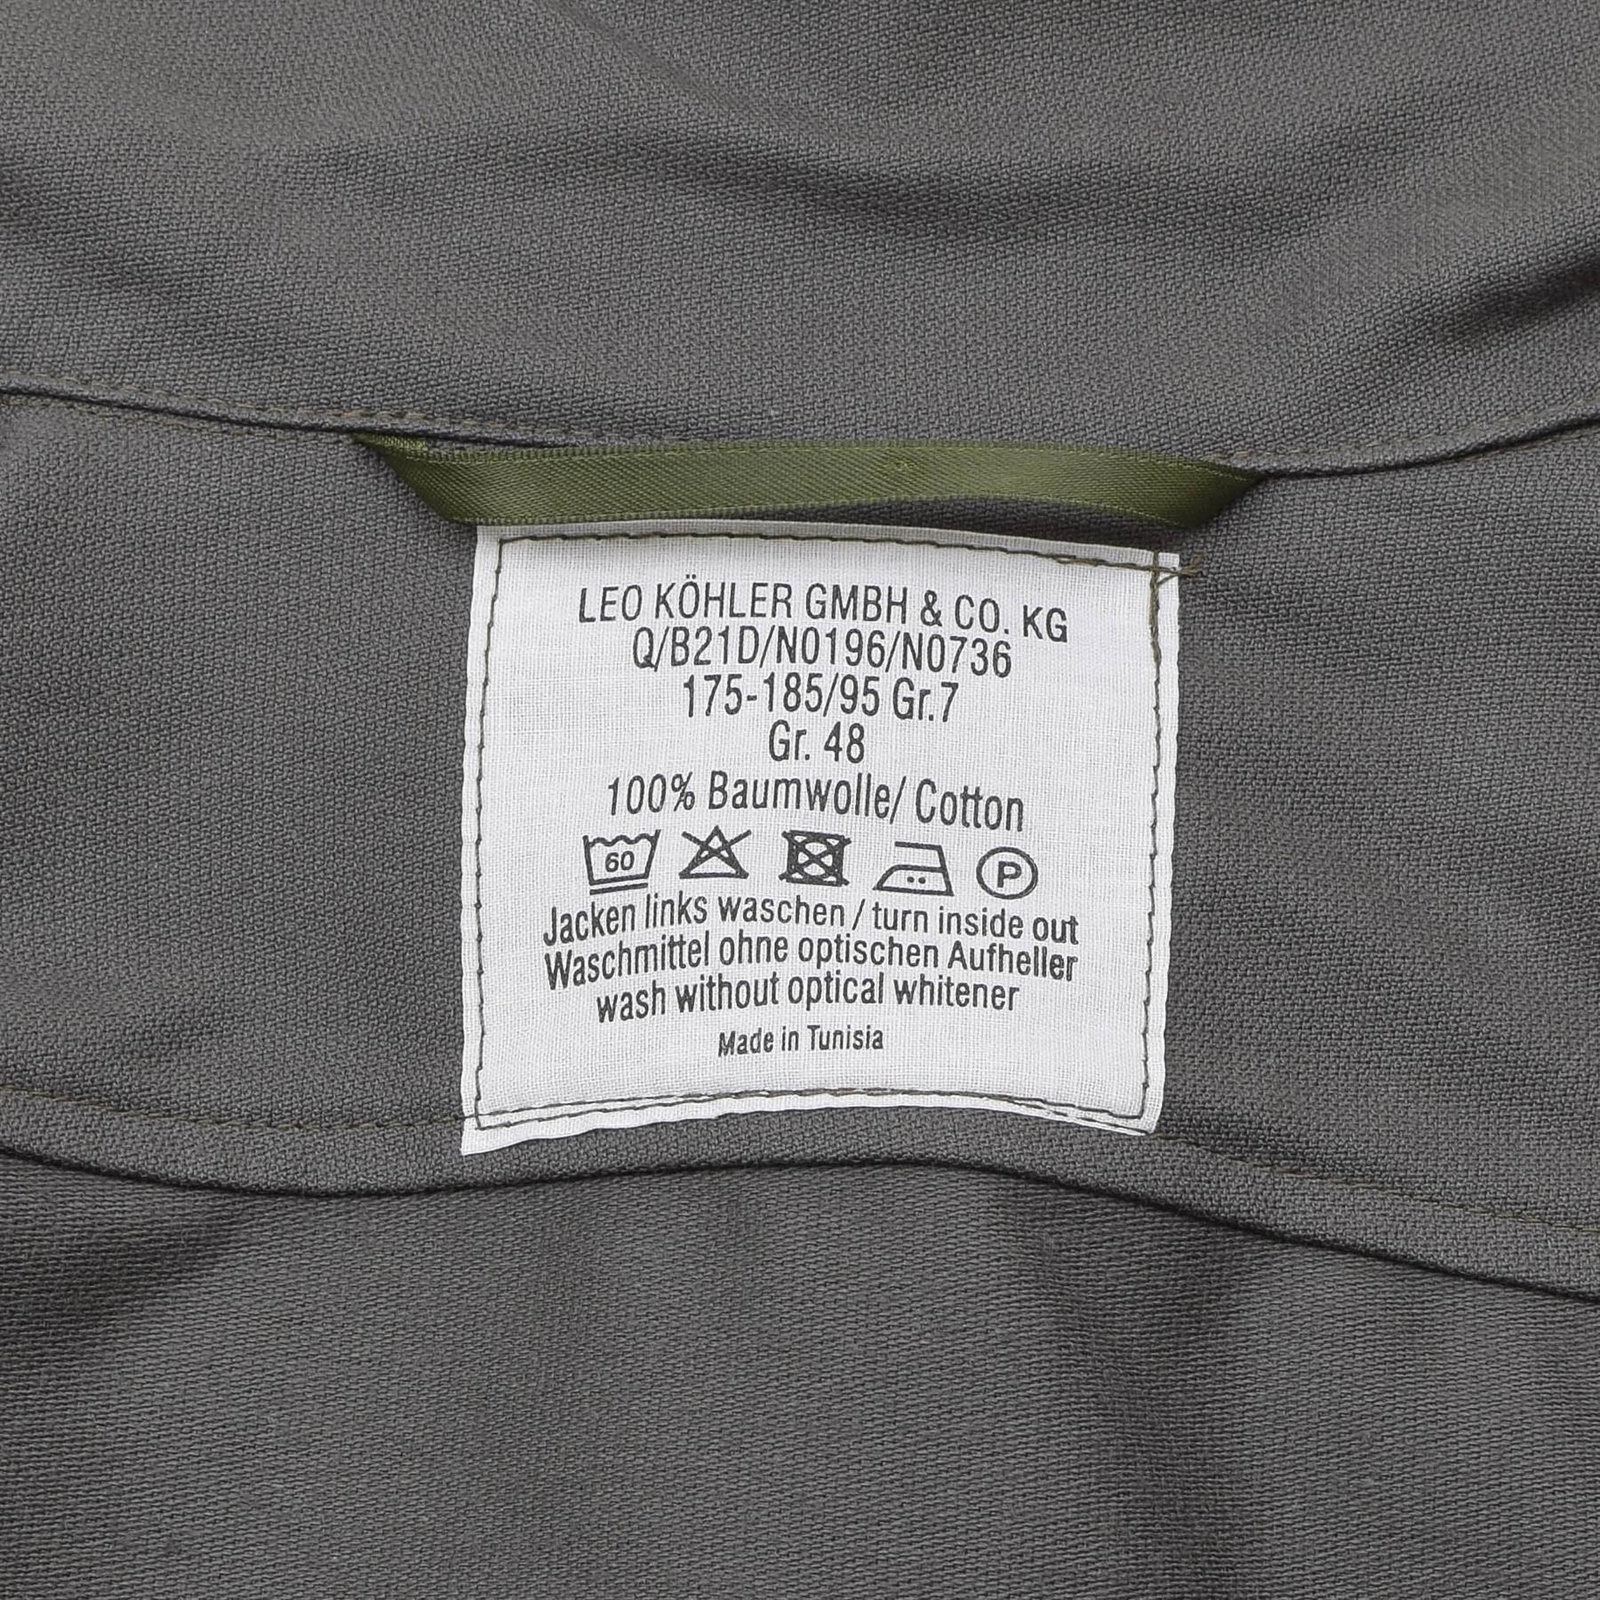 LEO KÖHLER GMBH & CO. KG
Q/B21D/N0196/N0736
175-185/95 Gr.7
Gr. 48
100% Baumwolle/ Cotton
60 P
Jacken links waschen / turn inside out
Waschmittel ohne optischen Aufheller
wash without optical whitener
Made in Tunisia